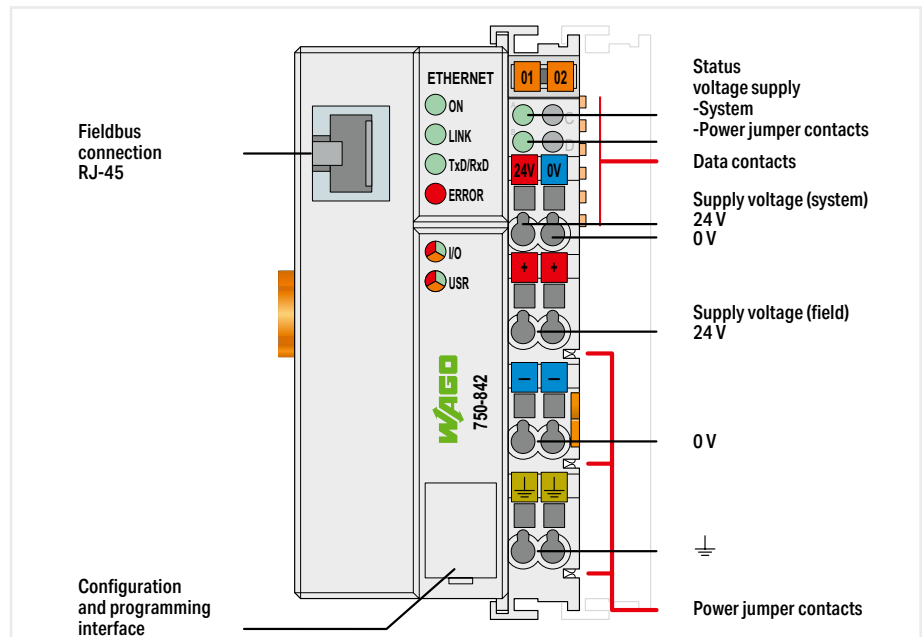 Fieldbus
connection
RJ-45
Configuration
and programming
interface
ETHERNET
ON
LINK
TxD/RxD
ERROR
I/O
USR
WAGO
750-842
01 02
A C
B D
24V 0V
+ +
– –
Status
voltage supply
-System
-Power jumper contacts
Data contacts
Supply voltage (system)
24 V
0 V
Supply voltage (field)
24 V
0 V
Power jumper contacts